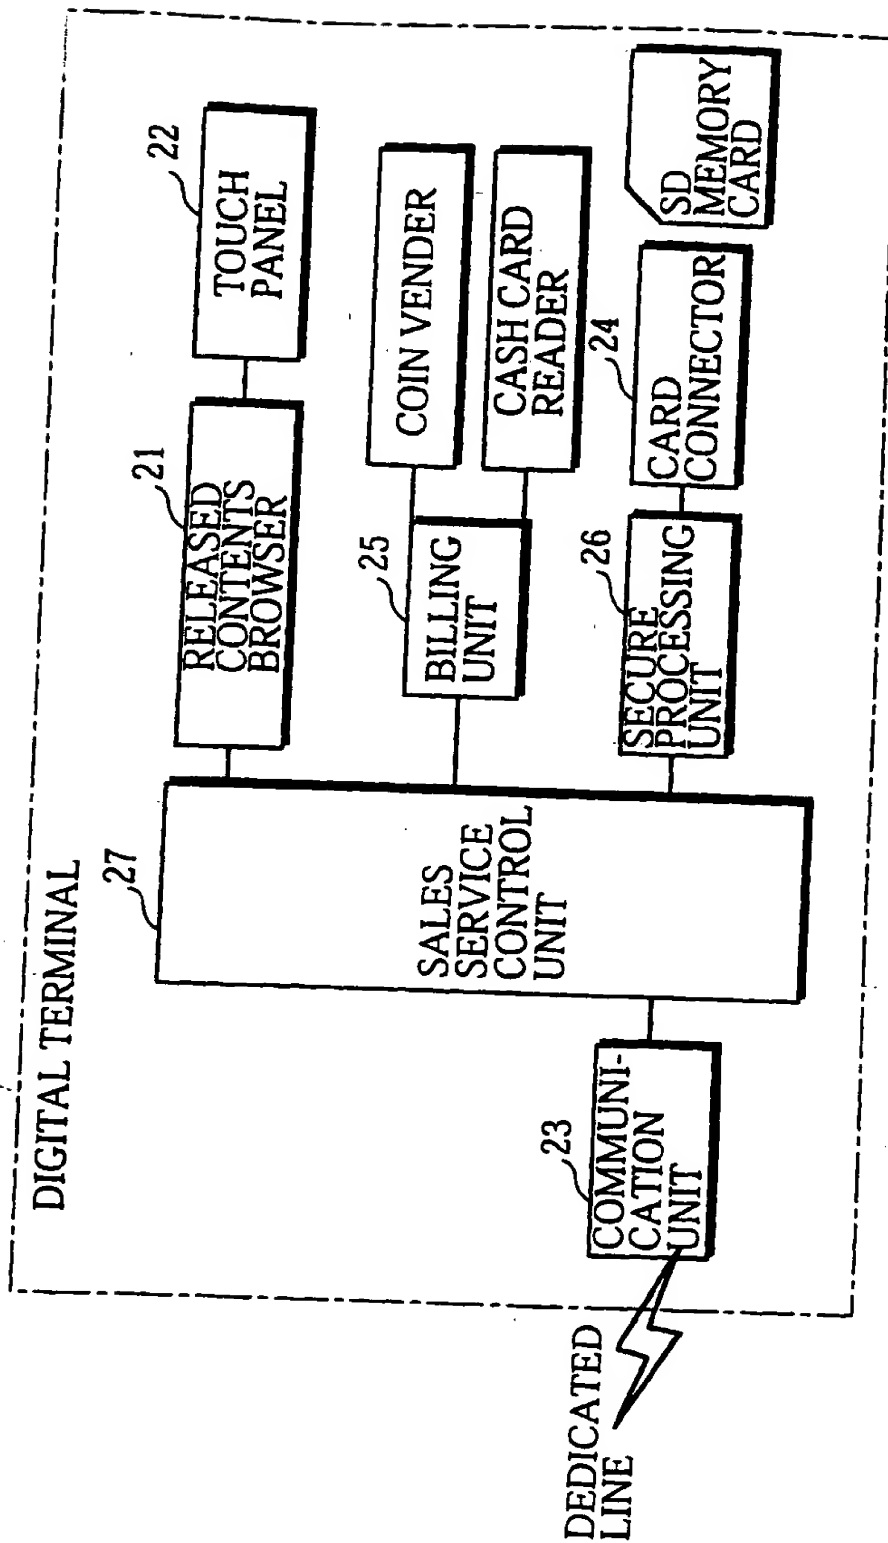 DIGITAL TERMINAL
22
TOUCH
PANEL
21
RELEASED
CONTENTS
BROWSER
27
SALES
SERVICE
CONTROL
UNIT
COIN VENDER
25
BILLING
UNIT
CASH CARD
READER
24
CARD
CONNECTOR
SD
MEMORY
CARD
26
SECURE
PROCESSING
UNIT
23
COMMUNI-
CATION
UNIT
DEDICATED
LINE